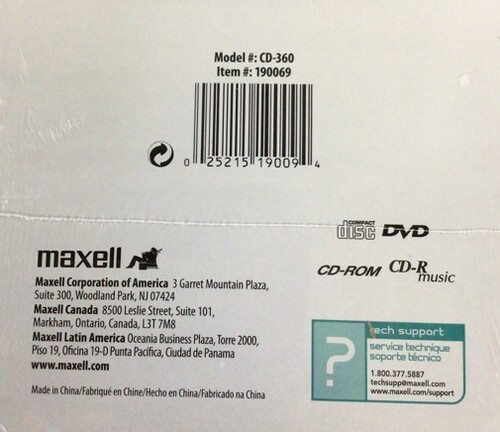 Model #: CD-360
Item #: 190069
0 25215 19009 4
COMPACT
disc DVD
maxell
CD-ROM CD-R music
Maxell Corporation of America 3 Garret Mountain Plaza,
Suite 300, Woodland Park, NJ 07424
Maxell Canada 8500 Leslie Street, Suite 101,
Markham, Ontario, Canada, L3T 7M8
Maxell Latin America Oceania Business Plaza, Torre 2000,
Piso 19, Oficina 19-D Punta Pacífica, Ciudad de Panama
www.maxell.com
Made in China/Fabriqué en Chine/Hecho en China/Fabricado na China
?
tech support
service technique
soporte técnico
1.800.377.5887
techsupp@maxell.com
www.maxell.com/support